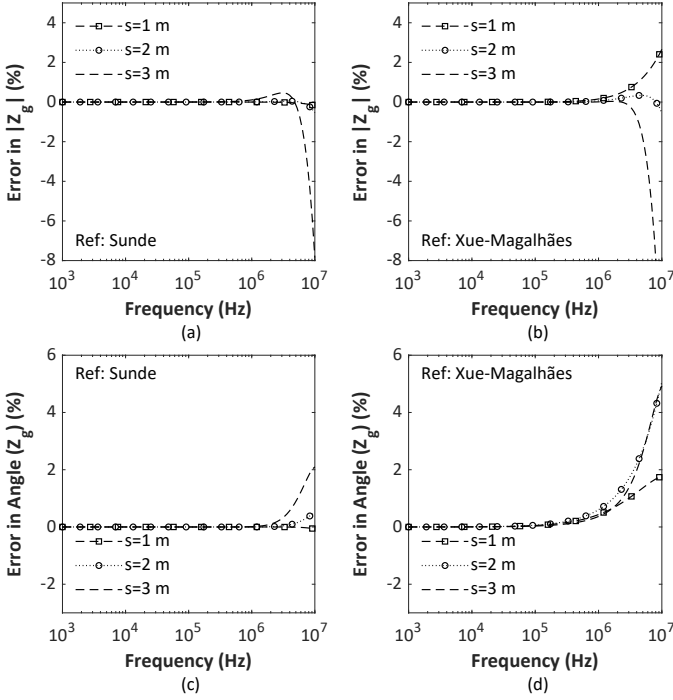 4
s=1 m
2
s=2 m
s=3 m
0
-2
-4
-6
Ref: Sunde
-8
10^3 10^4 10^5 10^6 10^7
Error in |Z_g| (%)
Frequency (Hz)
(a)
4
s=1 m
2
s=2 m
s=3 m
0
-2
-4
-6
Ref: Xue-Magalhães
-8
10^3 10^4 10^5 10^6 10^7
Error in |Z_g| (%)
Frequency (Hz)
(b)
6
Ref: Sunde
4
2
0
s=1 m
s=2 m
-2
s=3 m
10^3 10^4 10^5 10^6 10^7
Error in Angle (Z_g) (%)
Frequency (Hz)
(c)
6
Ref: Xue-Magalhães
4
2
0
s=1 m
s=2 m
-2
s=3 m
10^3 10^4 10^5 10^6 10^7
Error in Angle (Z_g) (%)
Frequency (Hz)
(d)